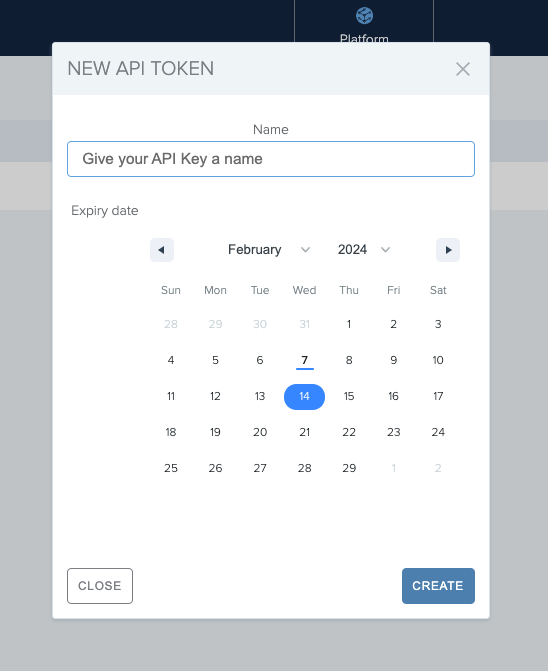 Platform
NEW API TOKEN
Name
Give your API Key a name
Expiry date
February 2024
Sun Mon Tue Wed Thu Fri Sat
28 29 30 31 1 2 3
4 5 6 7 8 9 10
11 12 13 14 15 16 17
18 19 20 21 22 23 24
25 26 27 28 29 1 2
CLOSE CREATE